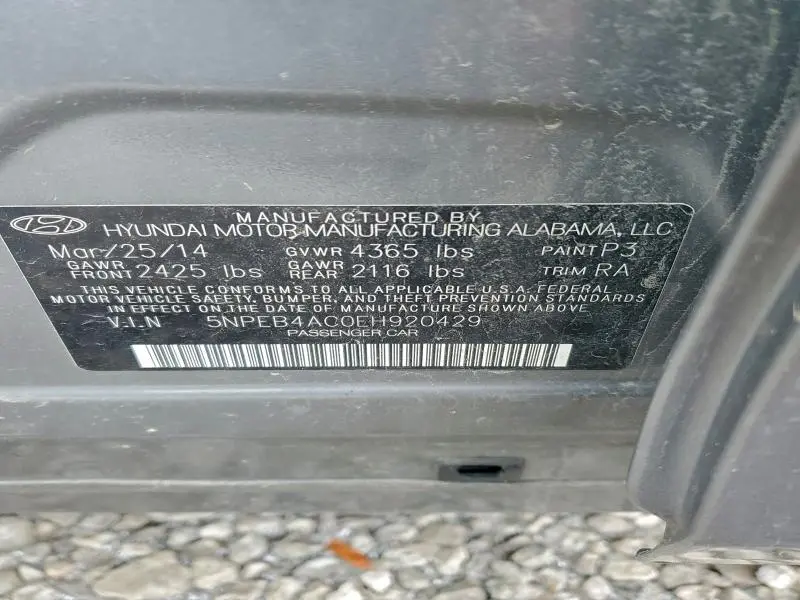 MANUFACTURED BY
HYUNDAI MOTOR MANUFACTURING ALABAMA, LLC
Mar/25/14 GVWR 4365 lbs PAINT P3
GAWR FRONT 2425 lbs GAWR REAR 2116 lbs TRIM RA
THIS VEHICLE CONFORMS TO ALL APPLICABLE U.S.A. FEDERAL
MOTOR VEHICLE SAFETY, BUMPER, AND THEFT PREVENTION STANDARDS
IN EFFECT ON THE DATE OF MANUFACTURE SHOWN ABOVE.
V.I.N 5NPEB4AC0EH920429
PASSENGER CAR